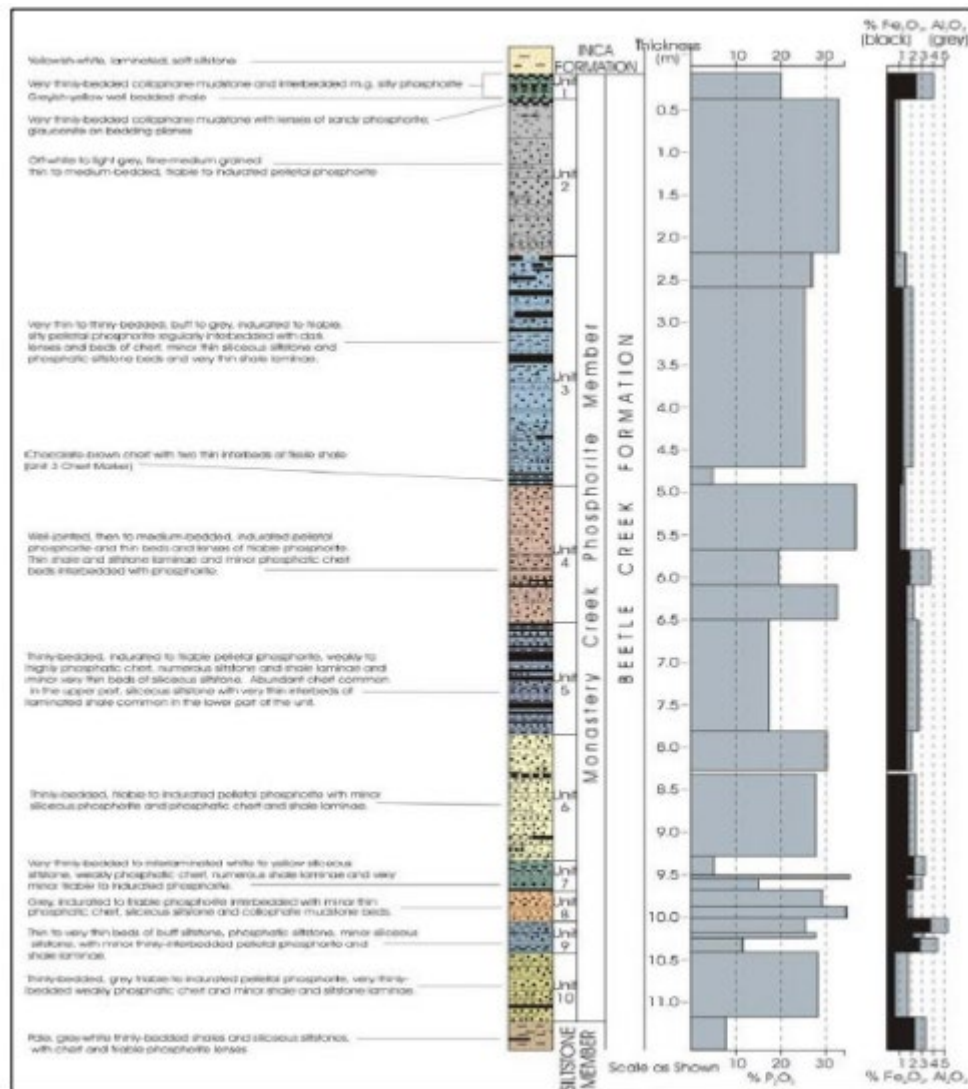 % Fe2O3, Al2O3
(black) (grey)
12345
INCA
FORMATION
Thickness
(m)
10 20 30
Yellowish-white, laminated, soft siltstone
Very thinly-bedded collophane mudstone and interbedded m.g. silty phosphorite
Greyish-yellow well bedded shale
Very thinly-bedded collophane mudstone with lenses of sandy phosphorite,
glauconite on bedding planes
Off-white to light grey, fine-medium grained
thin to medium-bedded, friable to indurated pelletal phosphorite
Very thin to thinly-bedded, buff to grey, indurated to friable,
silty pelletal phosphorite regularly interbedded with dark
lenses and beds of chert, minor thin siliceous siltstone and
phosphatic siltstone beds and very thin shale laminae.
Chocolate-brown chert with two thin interbeds of fissile shale
(Unit 3 Chert Marker)
Well-jointed, then to medium-bedded, indurated pelletal
phosphorite and thin beds and lenses of friable phosphorite.
Thin shale and siltstone laminae and minor phosphatic chert
beds interbedded with phosphorite.
Thinly-bedded, indurated to friable pelletal phosphorite, weakly to
highly phosphatic chert, numerous siltstone and shale laminae and
minor very thin beds of siliceous siltstone. Abundant chert common
in the upper part, siliceous siltstone with very thin interbeds of
laminated shale common in the lower part of the unit.
Thinly-bedded, friable to indurated pelletal phosphorite with minor
siliceous phosphorite and phosphatic chert and shale laminae.
Very thinly-bedded to interlaminated white to yellow siliceous
siltstone, weakly phosphatic chert, numerous shale laminae and very
minor friable to indurated phosphorite.
Grey, indurated to friable phosphorite interbedded with minor thin
phosphatic chert, siliceous siltstone and collophane mudstone beds.
Thin to very thin beds of buff siltstone, phosphatic siltstone, minor siliceous
siltstone, with minor thinly-interbedded pelletal phosphorite and
shale laminae.
Thinly-bedded, grey friable to indurated pelletal phosphorite, very thinly-
bedded weakly phosphatic chert and minor shale and siltstone laminae.
Pale, grey-white thinly-bedded shales and siliceous siltstones,
with chert and friable phosphorite lenses
Unit
1
Unit
2
Unit
3
Unit
4
Unit
5
Unit
6
Unit
7
Unit
8
Unit
9
Unit
10
Monastery Creek Phosphorite Member
SILTSTONE
MEMBER
BEETLE CREEK FORMATION
0.5
1.0
1.5
2.0
2.5
3.0
3.5
4.0
4.5
5.0
5.5
6.0
6.5
7.0
7.5
8.0
8.5
9.0
9.5
10.0
10.5
11.0
Scale as Shown
10 20 30
% P2O5
12345
% Fe2O3 Al2O3